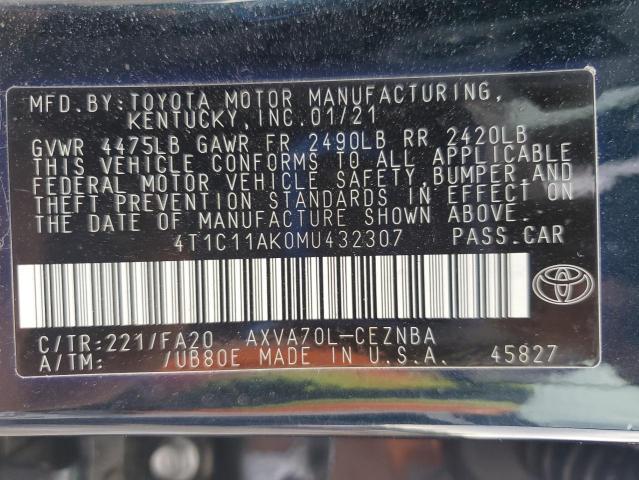 MFD.BY:TOYOTA MOTOR MANUFACTURING,
KENTUCKY,INC.01/21
GVWR 4475LB GAWR FR 2490LB RR 2420LB
THIS VEHICLE CONFORMS TO ALL APPLICABLE
FEDERAL MOTOR VEHICLE SAFETY, BUMPER AND
THEFT PREVENTION STANDARDS IN EFFECT ON
THE DATE OF MANUFACTURE SHOWN ABOVE.
4T1C11AK0MU432307 PASS.CAR
C/TR:221/FA20 AXVA70L-CEZNBA
A/TM: /UB80E MADE IN U.S.A. 45827